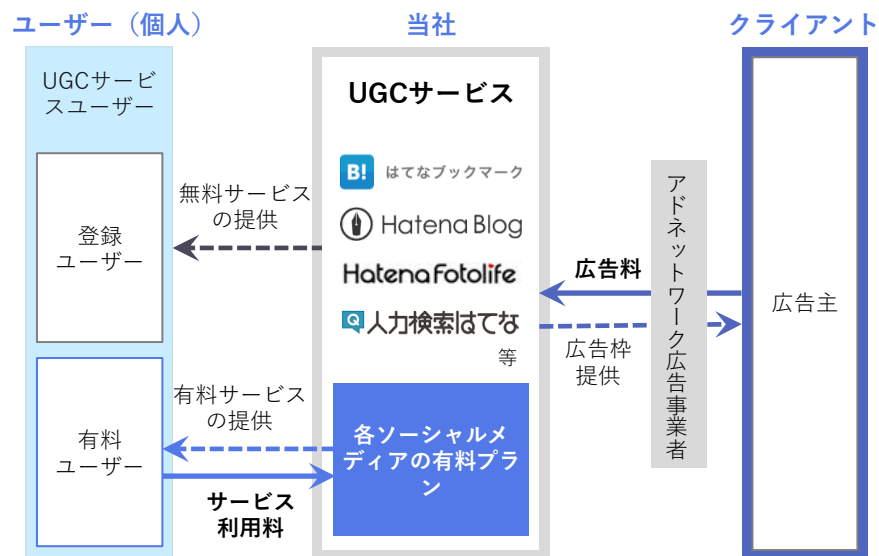 ユーザー（個人）
当社
クライアント
UGCサービ
スユーザー
登録
ユーザー
有料
ユーザー
無料サービス
の提供
有料サービス
の提供
サービス
利用料
UGCサービス
B!
はてなブックマーク
Hatena Blog
Hatena Fotolife
Q
人力検索はてな
等
各ソーシャルメ
ディアの有料プラ
ン
広告料
広告枠
提供
アドネットワーク広告事業者
広告主